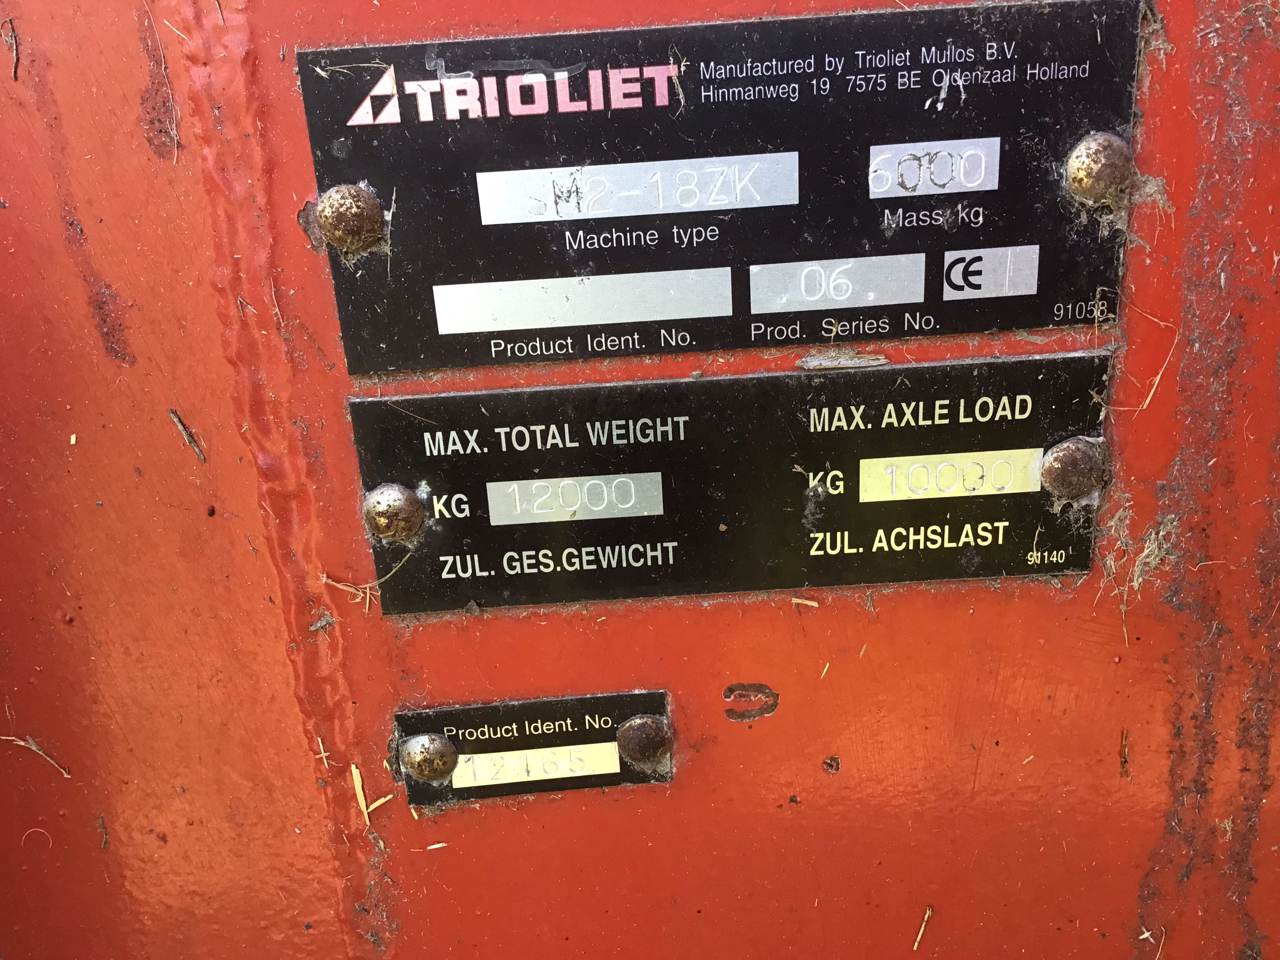 TRIOLIET
Manufactured by Trioliet Mullos B.V.
Hinmanweg 19 7575 BE Oldenzaal Holland
SM2-18ZK
6000
Machine type
Mass kg
.06.
CE
Product Ident. No.
Prod. Series No.
91058
MAX. TOTAL WEIGHT
MAX. AXLE LOAD
KG 12000
KG 10000
ZUL. GES.GEWICHT
ZUL. ACHSLAST
91140
Product Ident. No.